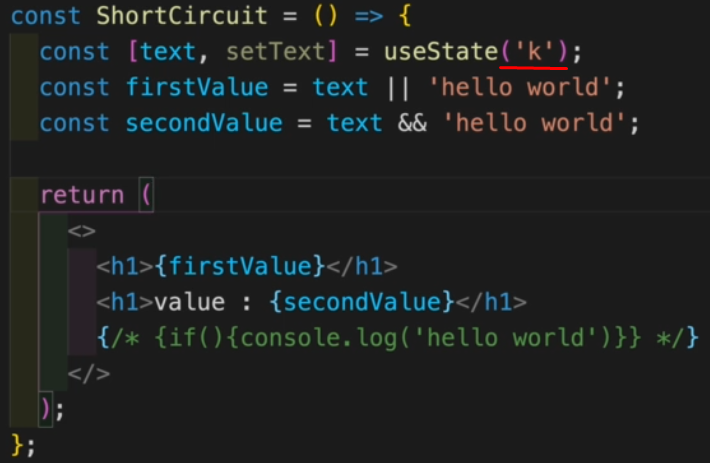 const ShortCircuit = () => {
  const [text, setText] = useState('k');
  const firstValue = text || 'hello world';
  const secondValue = text && 'hello world';

  return (
    <>
      <h1>{firstValue}</h1>
      <h1>value : {secondValue}</h1>
      {/* {if(){console.log('hello world')}} */}
    </>
  );
};